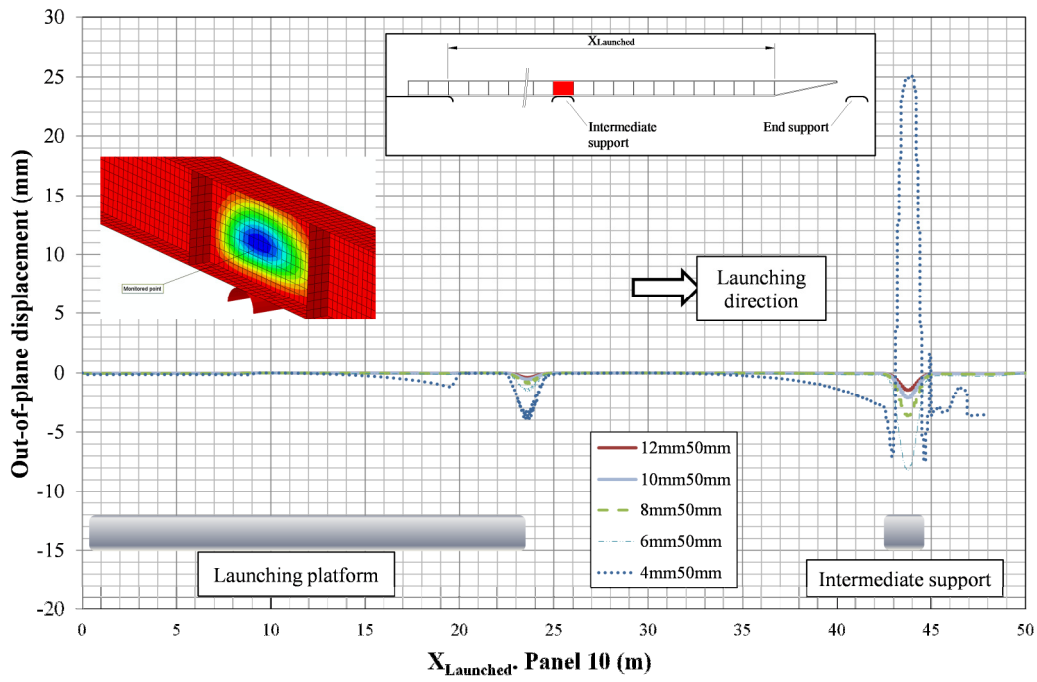 30
25
20
15
10
5
0
-5
-10
-15
-20
Out-of-plane displacement (mm)
XLaunched
Intermediate
support
End support
Monitored point
Launching
direction
12mm50mm
10mm50mm
8mm50mm
6mm50mm
4mm50mm
Launching platform
Intermediate support
0 5 10 15 20 25 30 35 40 45 50
XLaunched. Panel 10 (m)